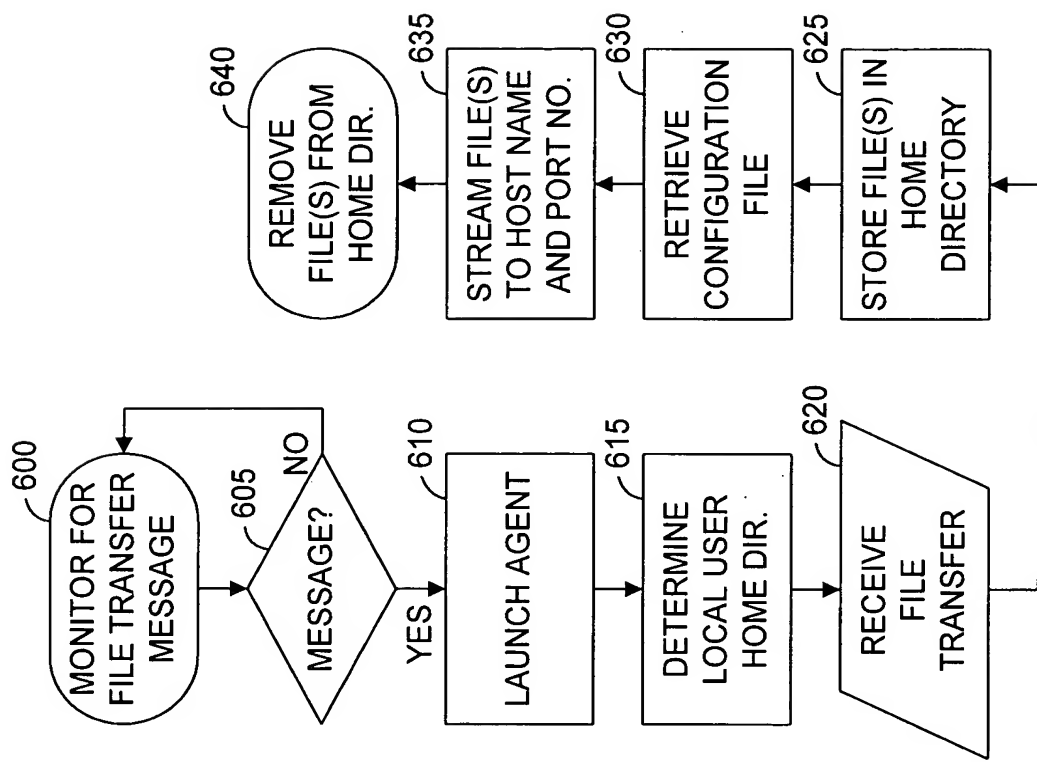 600
MONITOR FOR
FILE TRANSFER
MESSAGE
605
MESSAGE?
NO
YES
610
LAUNCH AGENT
615
DETERMINE
LOCAL USER
HOME DIR.
620
RECEIVE
FILE
TRANSFER
625
STORE FILE(S) IN
HOME
DIRECTORY
630
RETRIEVE
CONFIGURATION
FILE
635
STREAM FILE(S)
TO HOST NAME
AND PORT NO.
640
REMOVE
FILE(S) FROM
HOME DIR.